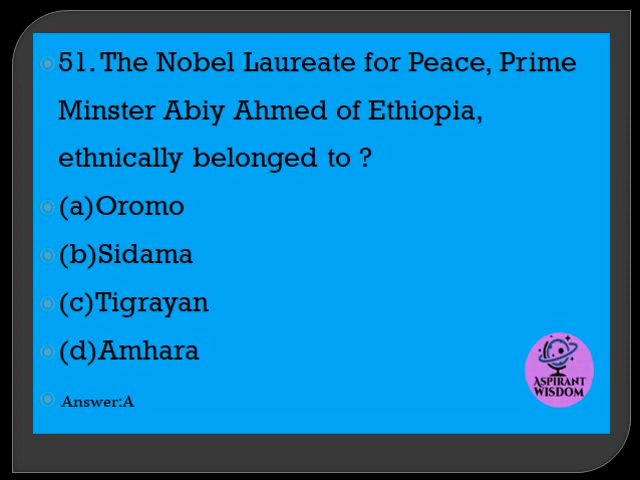 51. The Nobel Laureate for Peace, Prime
Minster Abiy Ahmed of Ethiopia,
ethnically belonged to ?
(a)Oromo
(b)Sidama
(c)Tigrayan
(d)Amhara
Answer:A
ASPIRANT
WISDOM